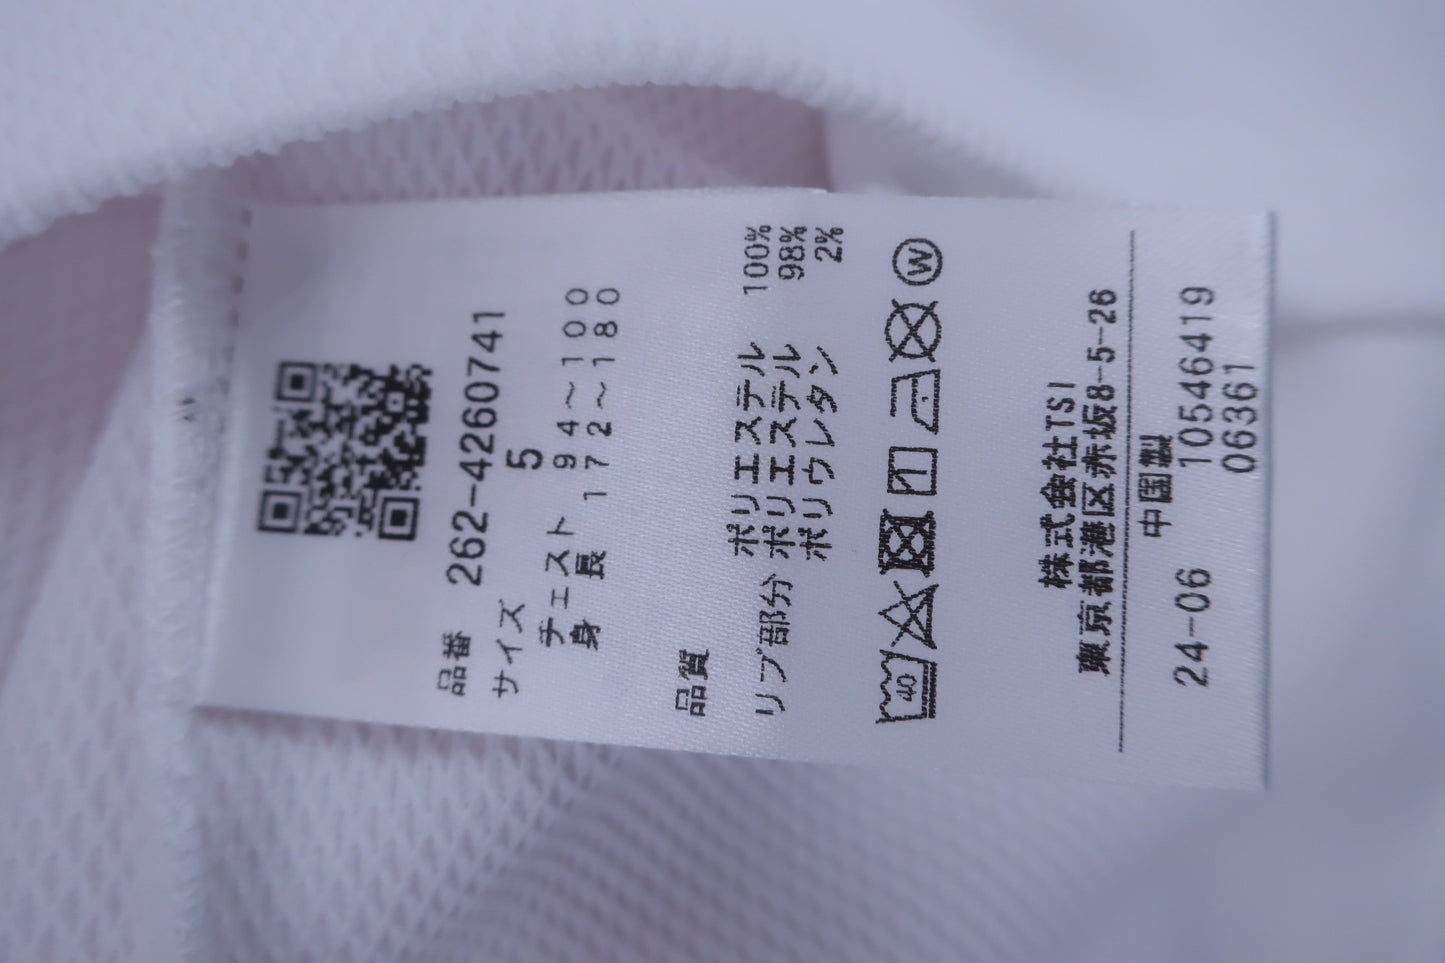 品番 262-42607741
サイズ 5
チェスト 94～100
身長 172～180
品質
ポリエステル 100%
リブ部分 ポリエステル 98%
ポリウレタン 2%
40
W
株式会社TSI
東京都港区赤坂8-5-26
中国製
24-06 10546419
06361